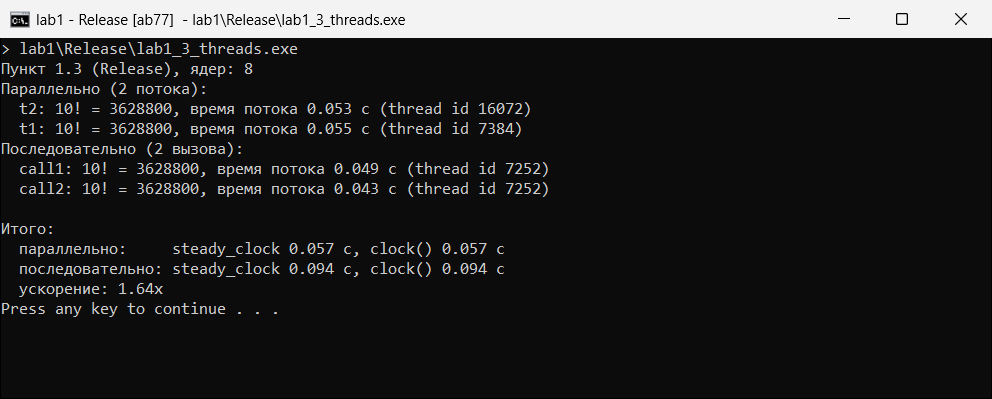 lab1 - Release [ab77]  - lab1\Release\lab1_3_threads.exe
> lab1\Release\lab1_3_threads.exe
Пункт 1.3 (Release), ядер: 8
Параллельно (2 потока):
  t2: 10! = 3628800, время потока 0.053 с (thread id 16072)
  t1: 10! = 3628800, время потока 0.055 с (thread id 7384)
Последовательно (2 вызова):
  call1: 10! = 3628800, время потока 0.049 с (thread id 7252)
  call2: 10! = 3628800, время потока 0.043 с (thread id 7252)
Итого:
  параллельно:     steady_clock 0.057 с, clock() 0.057 с
  последовательно: steady_clock 0.094 с, clock() 0.094 с
  ускорение: 1.64x
Press any key to continue . . .